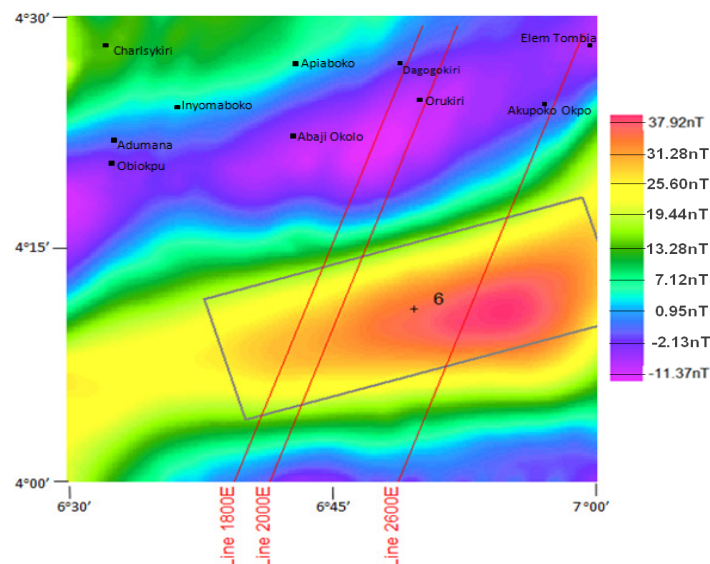 4°30'
Charlsykiri
Apiaboko
Dagogokiri
Elem Tombia
Inyomaboko
Orukiri
Akupoko Okpo
Abaji Okolo
Adumana
Obiokpu
4°15'
6
4°00'
6°30'
6°45'
7°00'
Line 1800E
Line 2000E
Line 2600E
37.92nT
31.28nT
25.60nT
19.44nT
13.28nT
7.12nT
0.95nT
-2.13nT
-11.37nT